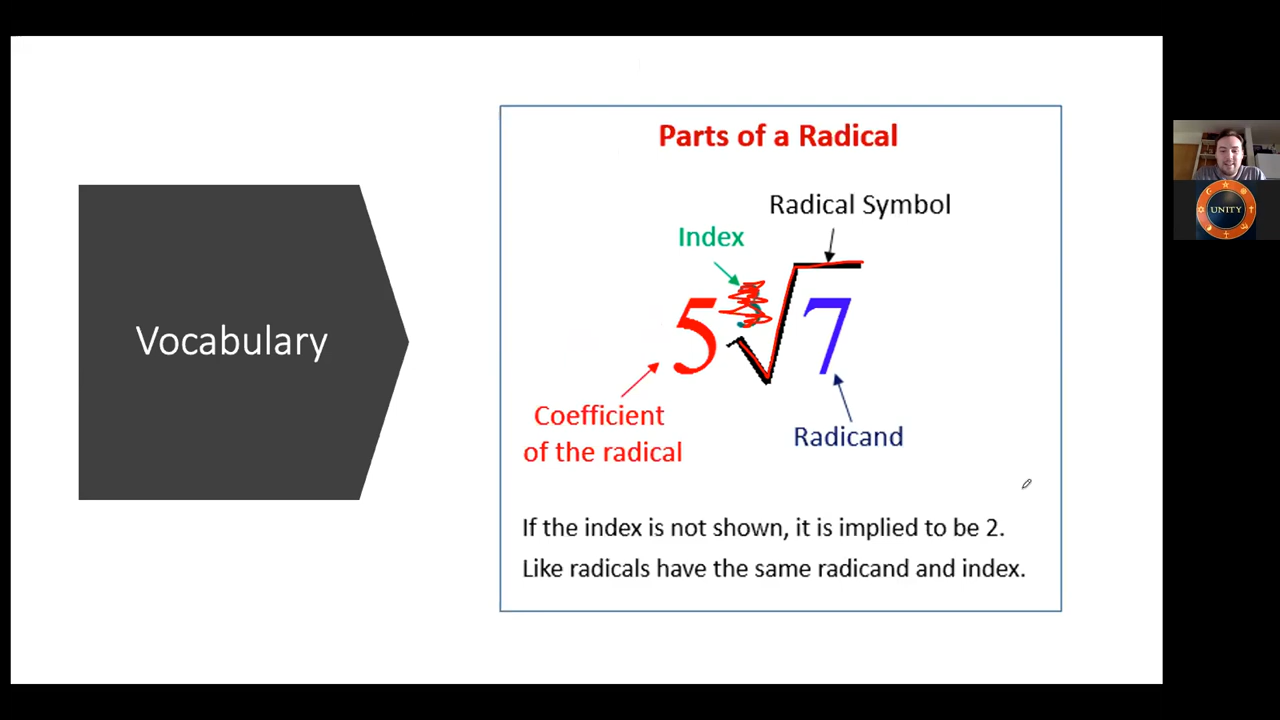 Parts of a Radical
Radical Symbol
Index
5√7
Vocabulary
Coefficient
of the radical
Radicand
If the index is not shown, it is implied to be 2.
Like radicals have the same radicand and index.
UNITY